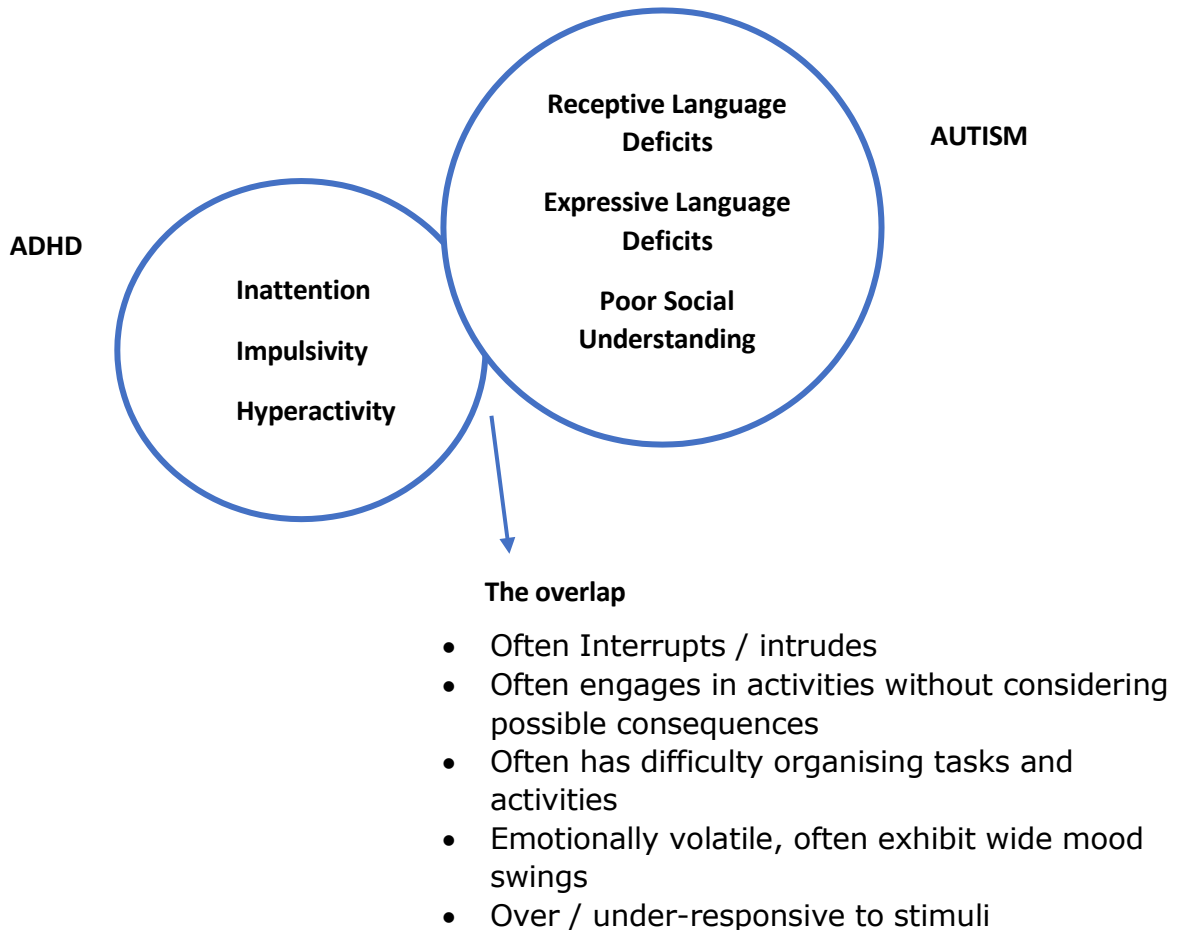 Receptive Language
Deficits
AUTISM
Expressive Language
Deficits
ADHD
Poor Social
Understanding
Inattention
Impulsivity
Hyperactivity
The overlap
• Often Interrupts / intrudes
• Often engages in activities without considering
possible consequences
• Often has difficulty organising tasks and
activities
• Emotionally volatile, often exhibit wide mood
swings
• Over / under-responsive to stimuli